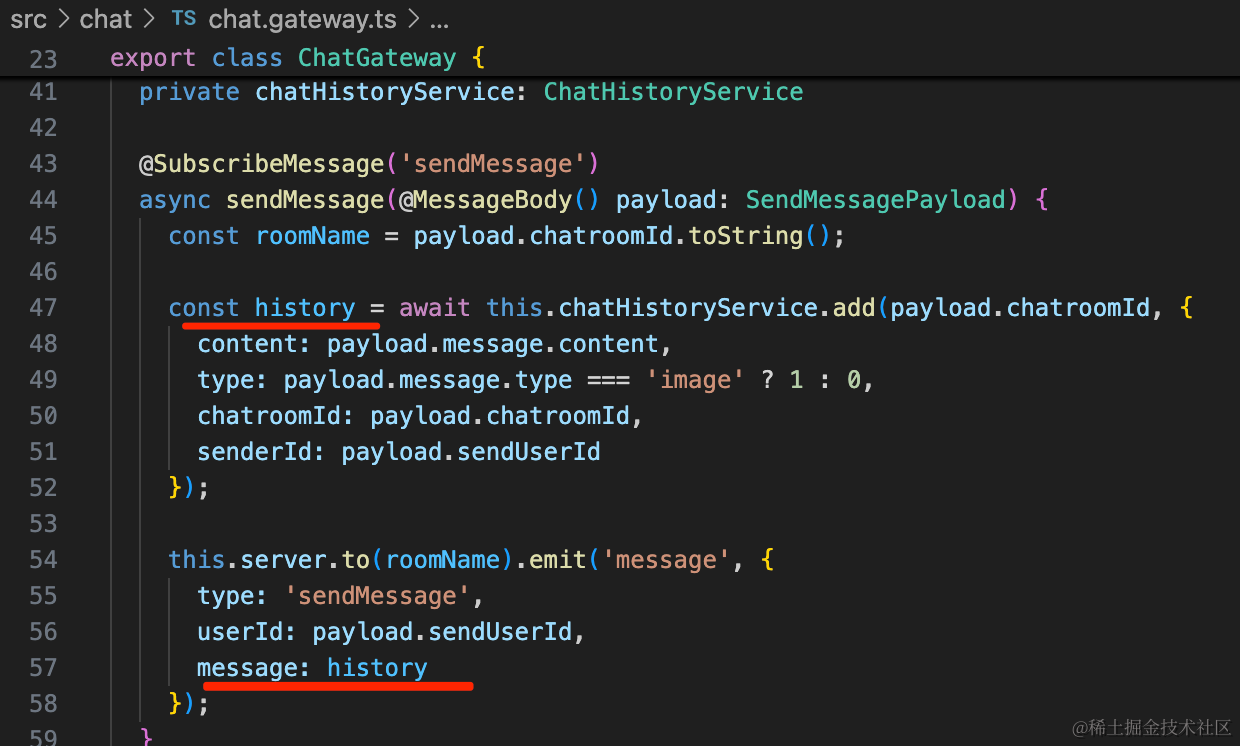 src > chat > TS chat.gateway.ts > ...
23 export class ChatGateway {
41 private chatHistoryService: ChatHistoryService
42
43 @SubscribeMessage('sendMessage')
44 async sendMessage(@MessageBody() payload: SendMessagePayload) {
45 const roomName = payload.chatroomId.toString();
46
47 const history = await this.chatHistoryService.add(payload.chatroomId, {
48 content: payload.message.content,
49 type: payload.message.type === 'image' ? 1 : 0,
50 chatroomId: payload.chatroomId,
51 senderId: payload.sendUserId
52 });
53
54 this.server.to(roomName).emit('message', {
55 type: 'sendMessage',
56 userId: payload.sendUserId,
57 message: history
58 });
59 }
@稀土掘金技术社区